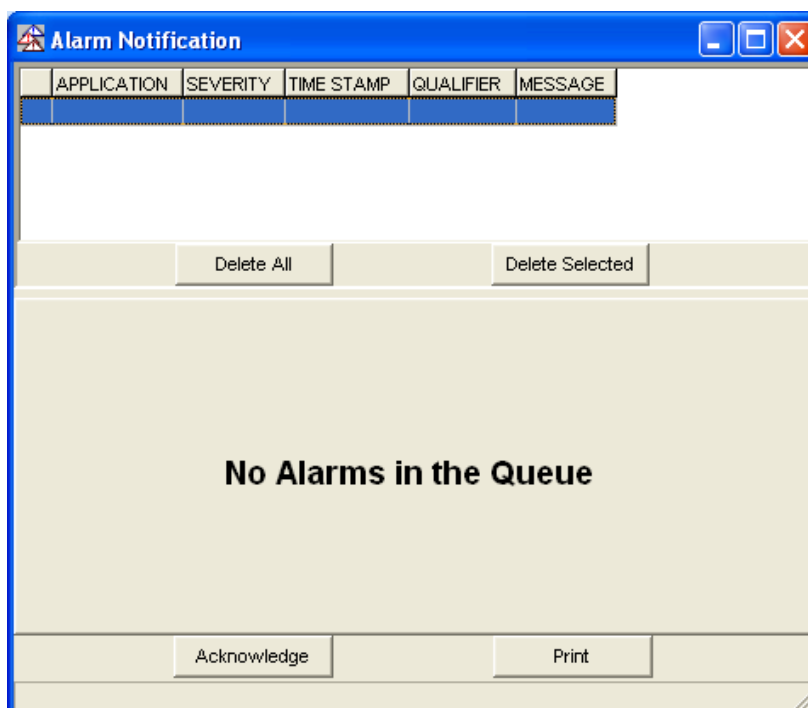 Alarm Notification
APPLICATION SEVERITY TIME STAMP QUALIFIER MESSAGE
Delete All Delete Selected
No Alarms in the Queue
Acknowledge Print